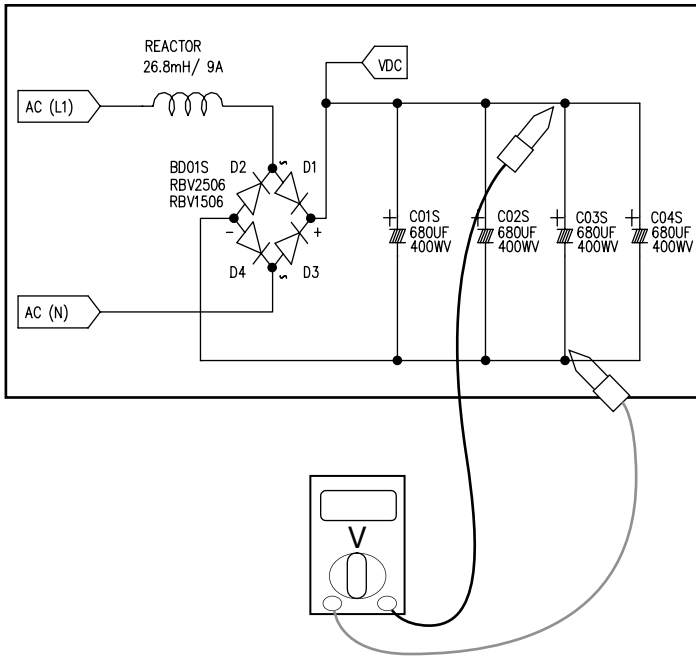 REACTOR
26.8mH/ 9A
VDC
AC (L1)
BD01S
RBV2506
RBV1506
D2
D1
-
+
D4
D3
AC (N)
+
C01S
680UF
400WV
+
C02S
680UF
400WV
+
C03S
680UF
400WV
+
C04S
680UF
400WV
V